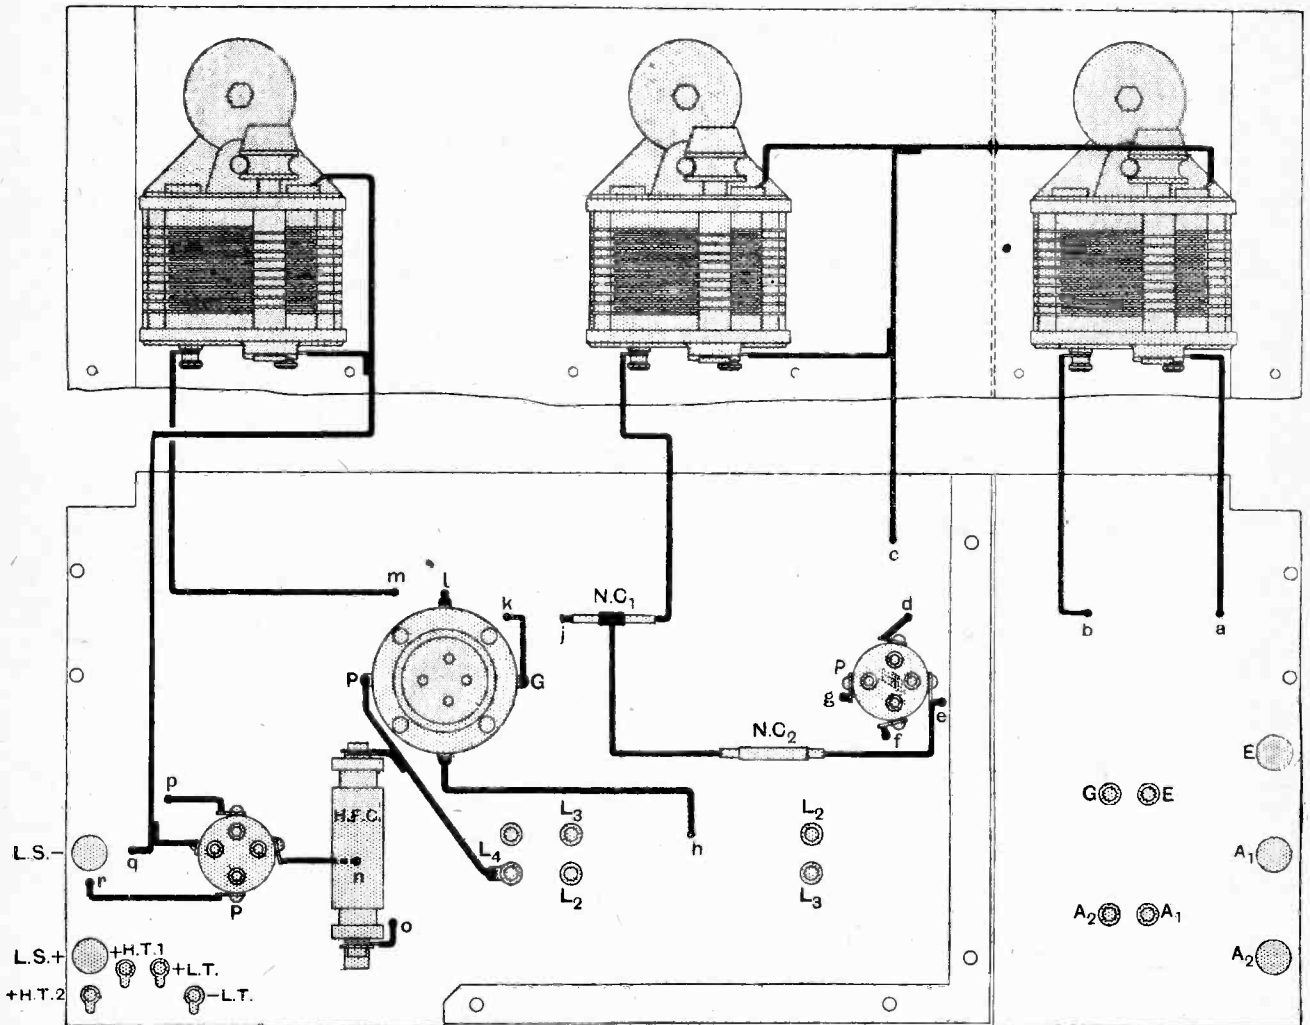 c
m
l
k
N.C1
j
d
b
a
P
G
P
g
e
f
N.C2
E
p
H.F.C.
G
E
L3
L2
L.S.-
q
L4
h
A1
r
n
L2
L3
P
A2
A1
o
L.S.+
+H.T.1
+L.T.
A2
+H.T.2
-L.T.